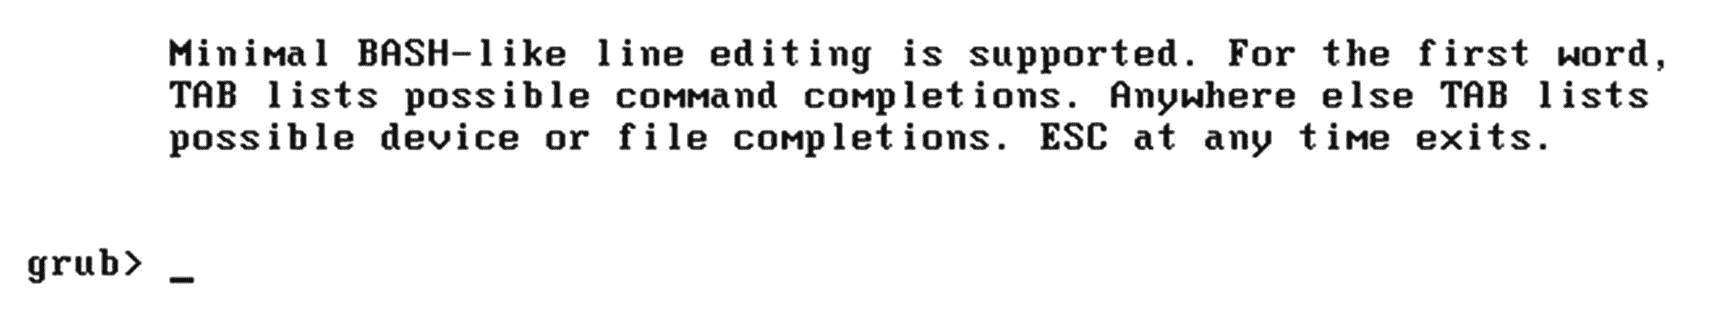 Minimal BASH-like line editing is supported. For the first word,
TAB lists possible command completions. Anywhere else TAB lists
possible device or file completions. ESC at any time exits.
grub> _